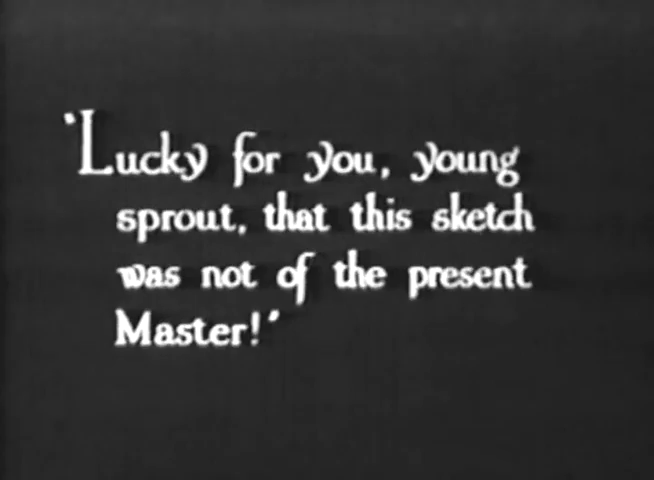 'Lucky for you, young
sprout, that this sketch
was not of the present
Master!'